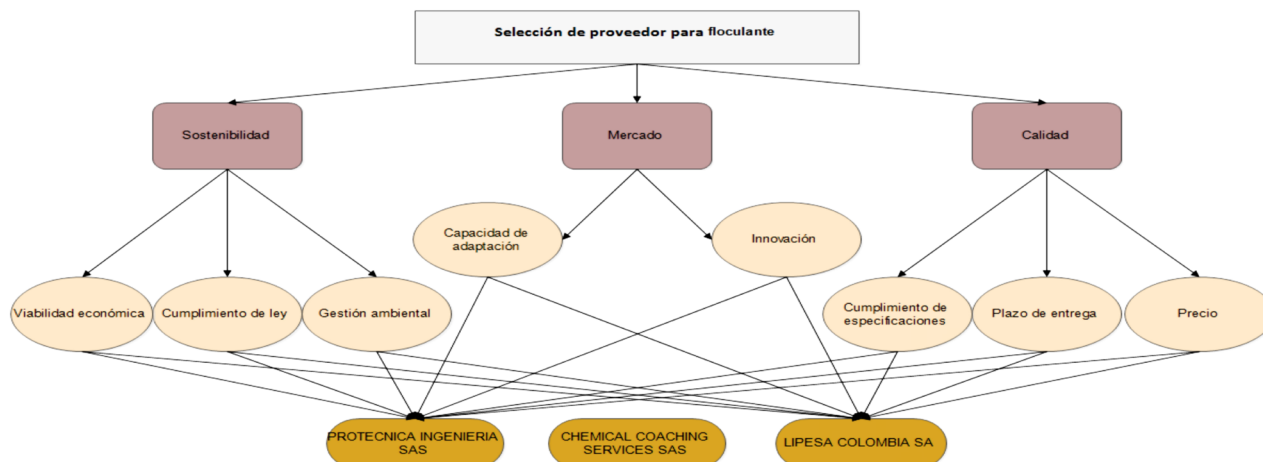 Selección de proveedor para floculante
Sostenibilidad
Mercado
Calidad
Capacidad de
adaptación
Innovación
Viabilidad económica
Cumplimiento de ley
Gestión ambiental
Cumplimiento de
especificaciones
Plazo de entrega
Precio
PROTECNICA INGENIERIA
SAS
CHEMICAL COACHING
SERVICES SAS
LIPESA COLOMBIA SA